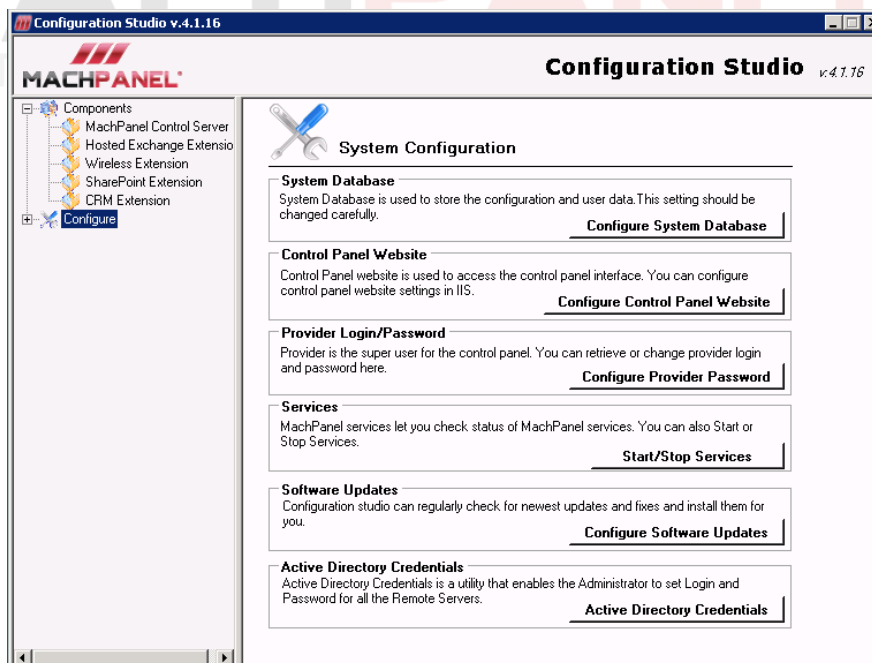 Configuration Studio v.4.1.16
MACHPANEL
Configuration Studio v:4.1.16
Components
MachPanel Control Server
Hosted Exchange Extensio
Wireless Extension
SharePoint Extension
CRM Extension
Configure
System Configuration
System Database
System Database is used to store the configuration and user data.This setting should be
changed carefully.
Configure System Database
Control Panel Website
Control Panel website is used to access the control panel interface. You can configure
control panel website settings in IIS.
Configure Control Panel Website
Provider Login/Password
Provider is the super user for the control panel. You can retrieve or change provider login
and password here.
Configure Provider Password
Services
MachPanel services let you check status of MachPanel services. You can also Start or
Stop Services.
Start/Stop Services
Software Updates
Configuration studio can regularly check for newest updates and fixes and install them for
you.
Configure Software Updates
Active Directory Credentials
Active Directory Credentials is a utility that enables the Administrator to set Login and
Password for all the Remote Servers.
Active Directory Credentials